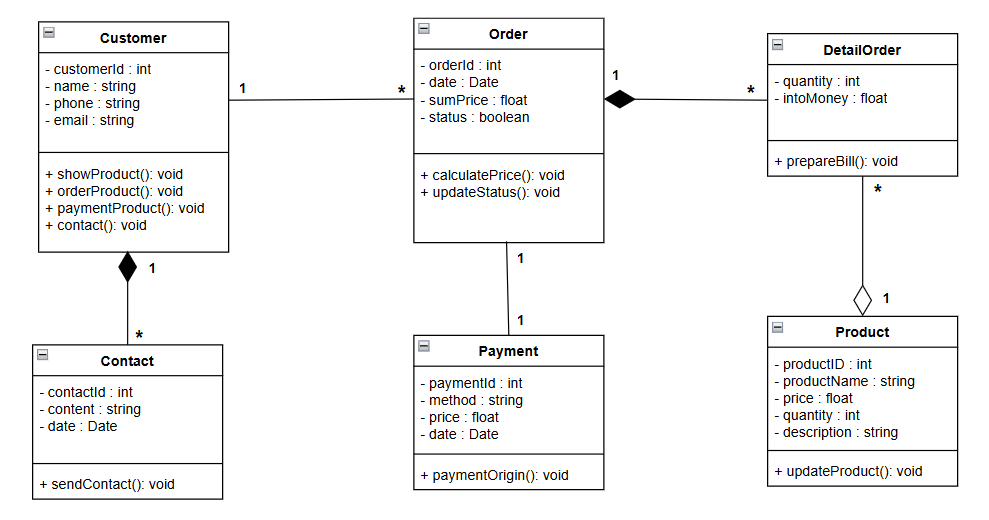 Customer
- customerId : int
- name : string
- phone : string
- email : string
+ showProduct(): void
+ orderProduct(): void
+ paymentProduct(): void
+ contact(): void
1
*
Order
- orderId : int
- date : Date
- sumPrice : float
- status : boolean
+ calculatePrice(): void
+ updateStatus(): void
1
*
DetailOrder
- quantity : int
- intoMoney : float
+ prepareBill(): void
1
*
1
1
*
1
Contact
- contactId : int
- content : string
- date : Date
+ sendContact(): void
Payment
- paymentId : int
- method : string
- price : float
- date : Date
+ paymentOrigin(): void
Product
- productID : int
- productName : string
- price : float
- quantity : int
- description : string
+ updateProduct(): void